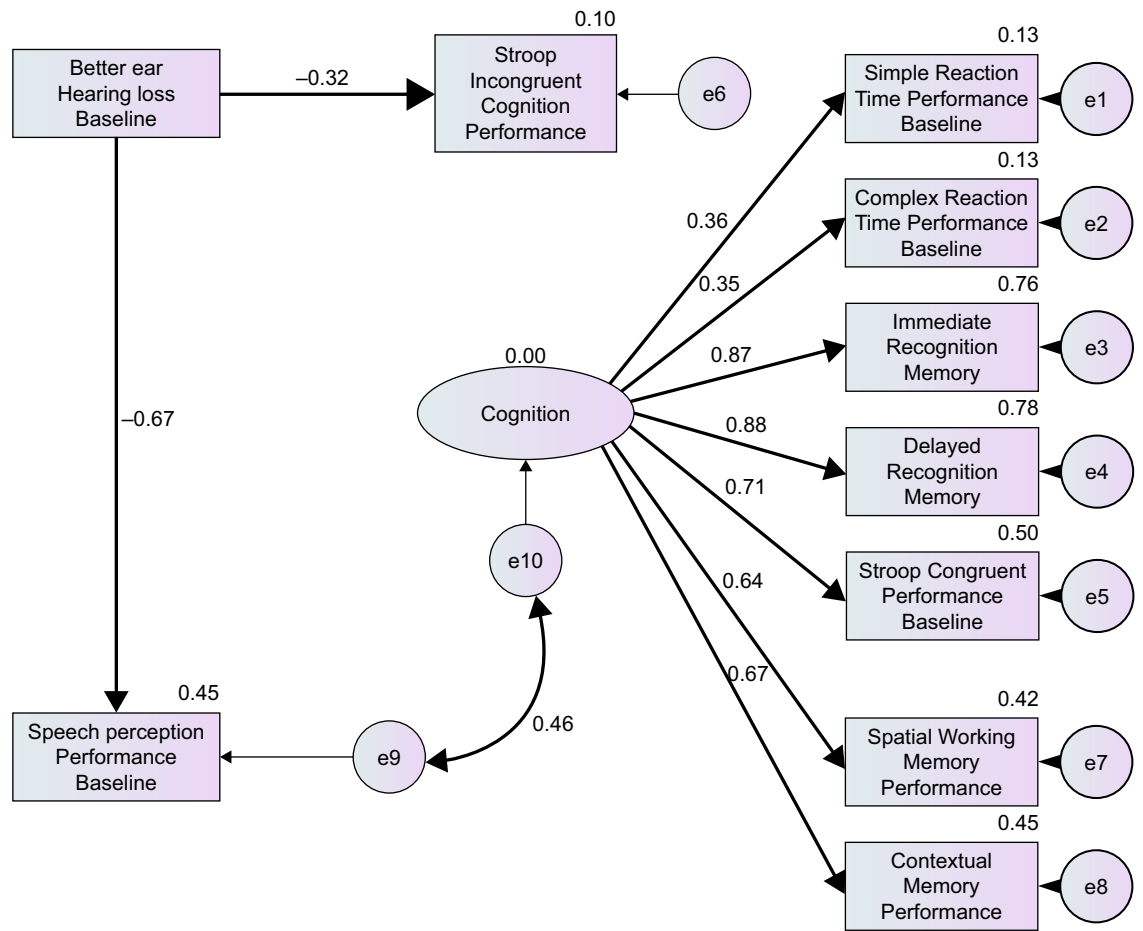 Better ear
Hearing loss
Baseline
–0.32
0.10
Stroop
Incongruent
Cognition
Performance
e6
–0.67
0.45
Speech perception
Performance
Baseline
e9
0.46
e10
0.00
Cognition
0.36
0.35
0.87
0.88
0.71
0.64
0.67
0.13
Simple Reaction
Time Performance
Baseline
e1
0.13
Complex Reaction
Time Performance
Baseline
e2
0.76
Immediate
Recognition
Memory
e3
0.78
Delayed
Recognition
Memory
e4
0.50
Stroop Congruent
Performance
Baseline
e5
0.42
Spatial Working
Memory
Performance
e7
0.45
Contextual
Memory
Performance
e8